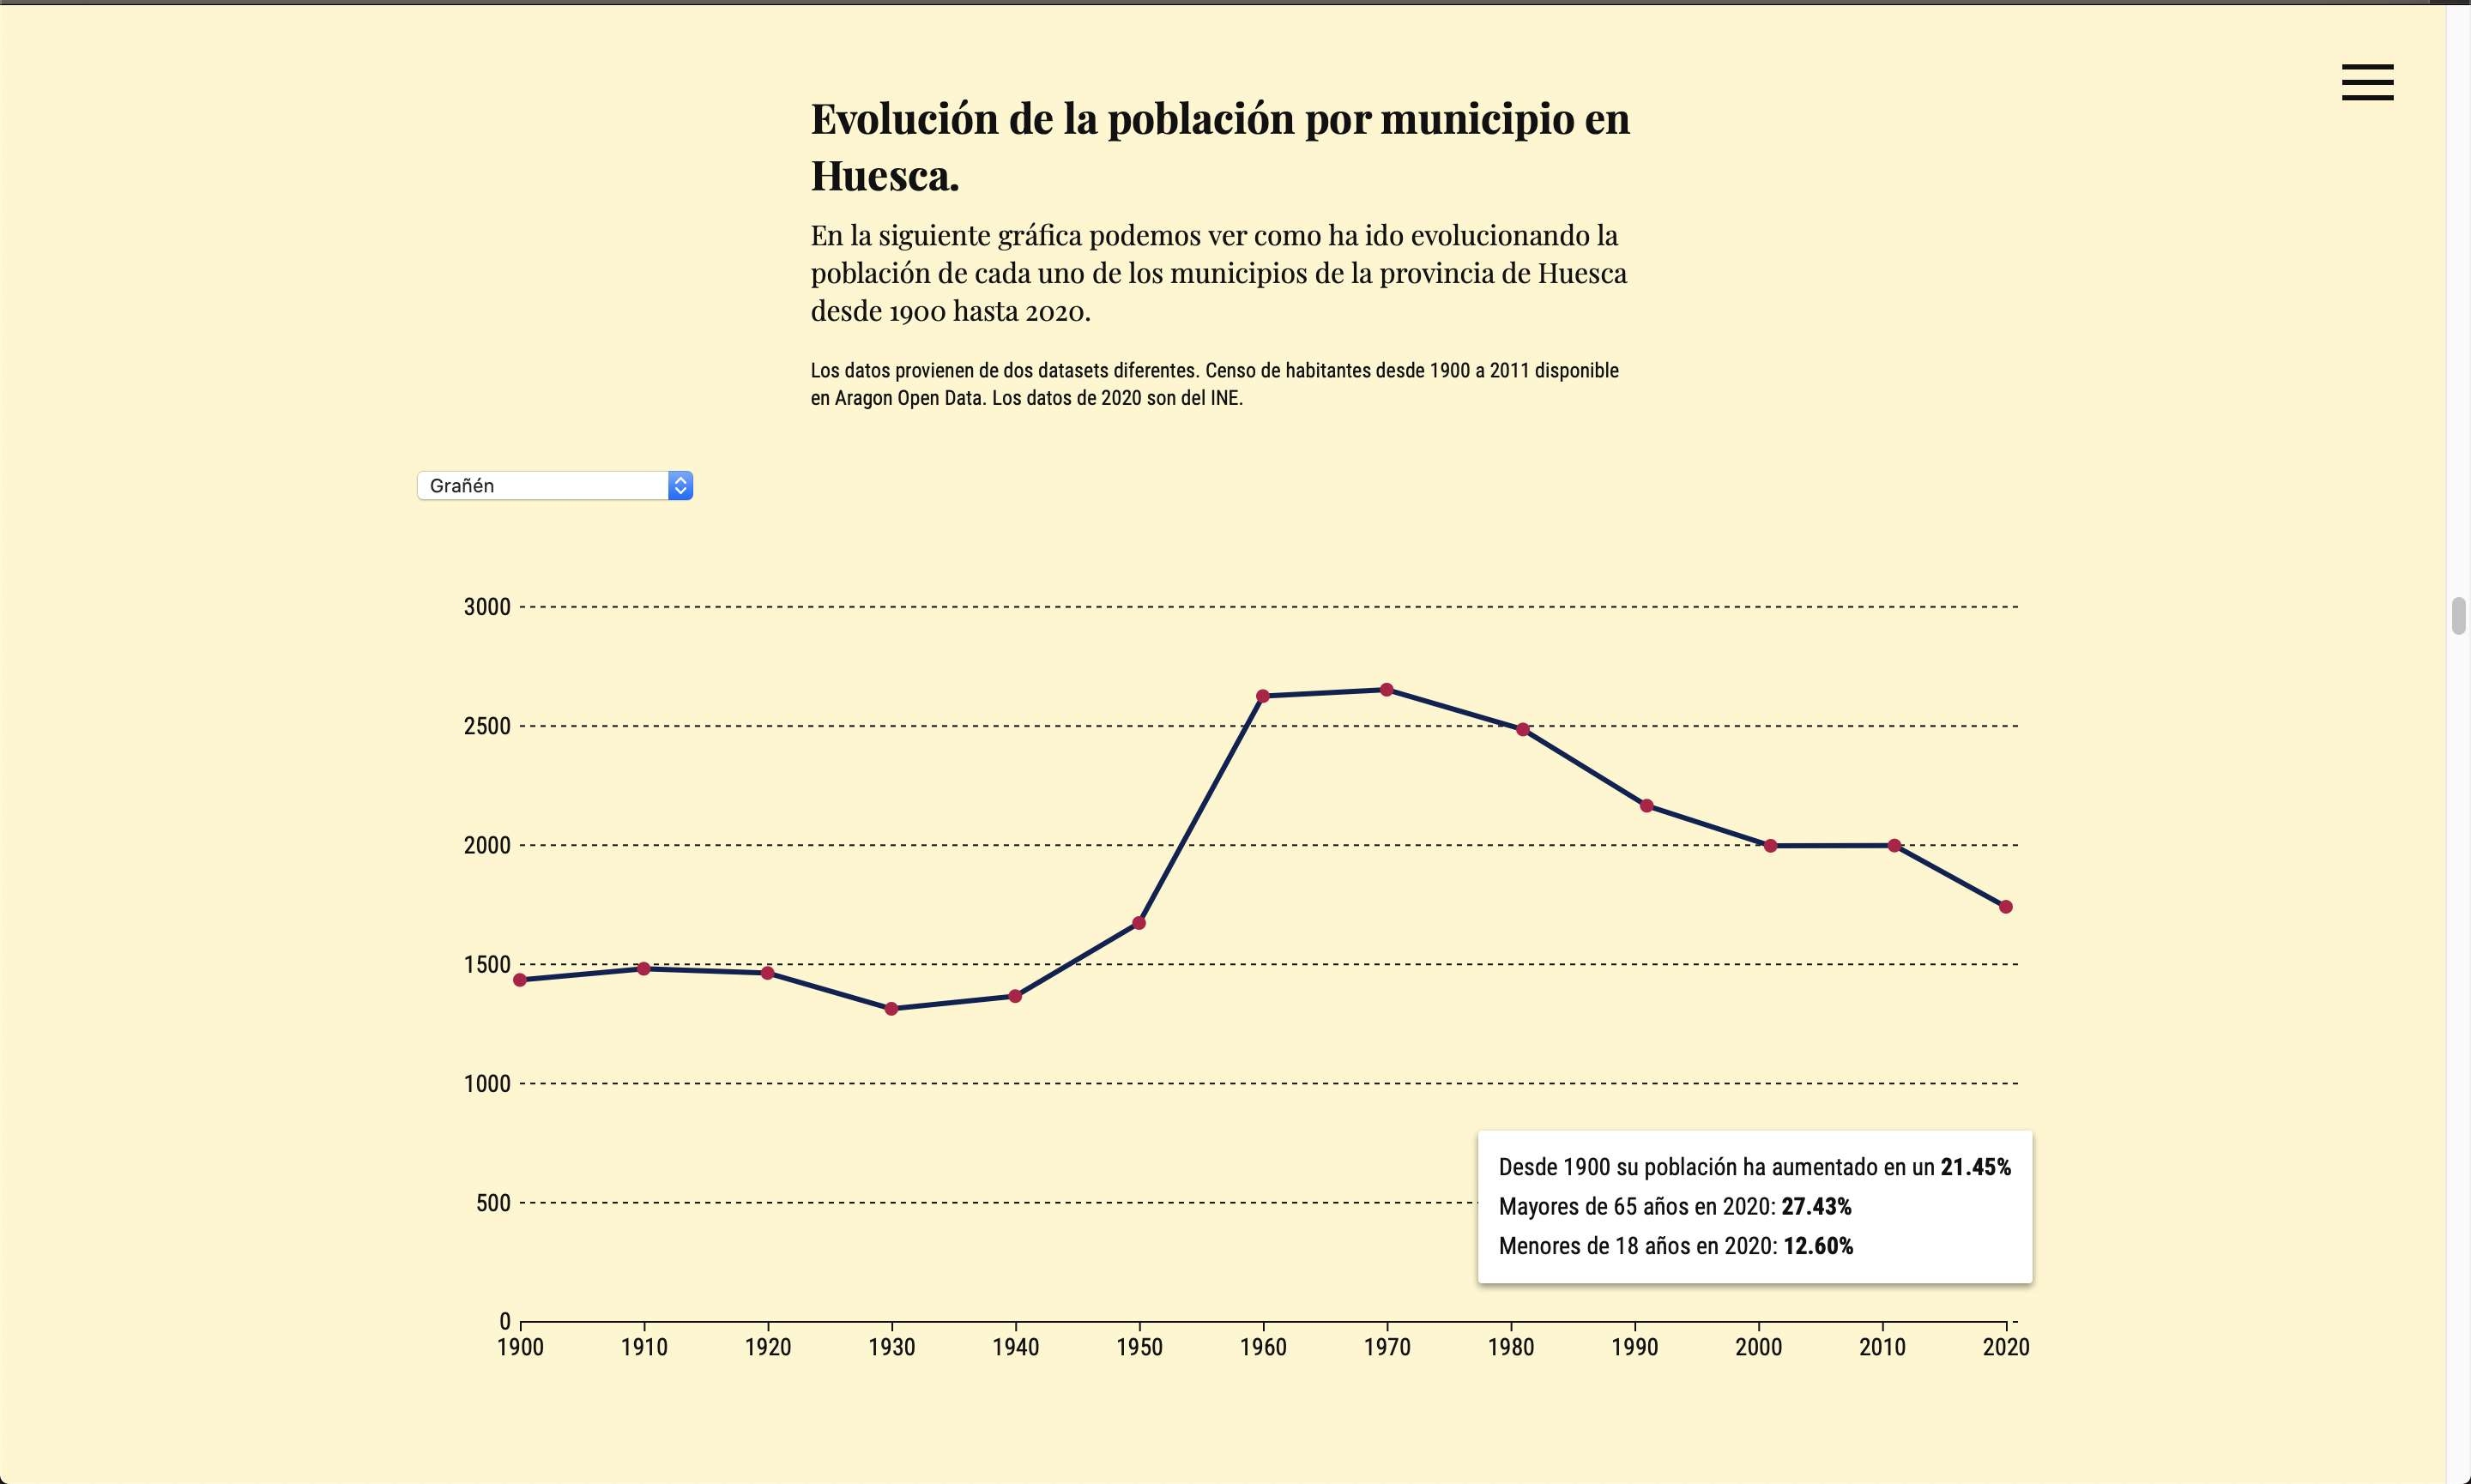 Evolución de la población por municipio en
Huesca.
En la siguiente gráfica podemos ver como ha ido evolucionando la
población de cada uno de los municipios de la provincia de Huesca
desde 1900 hasta 2020.
Los datos provienen de dos datasets diferentes. Censo de habitantes desde 1900 a 2011 disponible
en Aragon Open Data. Los datos de 2020 son del INE.
Grañén
3000
2500
2000
1500
1000
500
0
Desde 1900 su población ha aumentado en un 21.45%
Mayores de 65 años en 2020: 27.43%
Menores de 18 años en 2020: 12.60%
1900 1910 1920 1930 1940 1950 1960 1970 1980 1990 2000 2010 2020